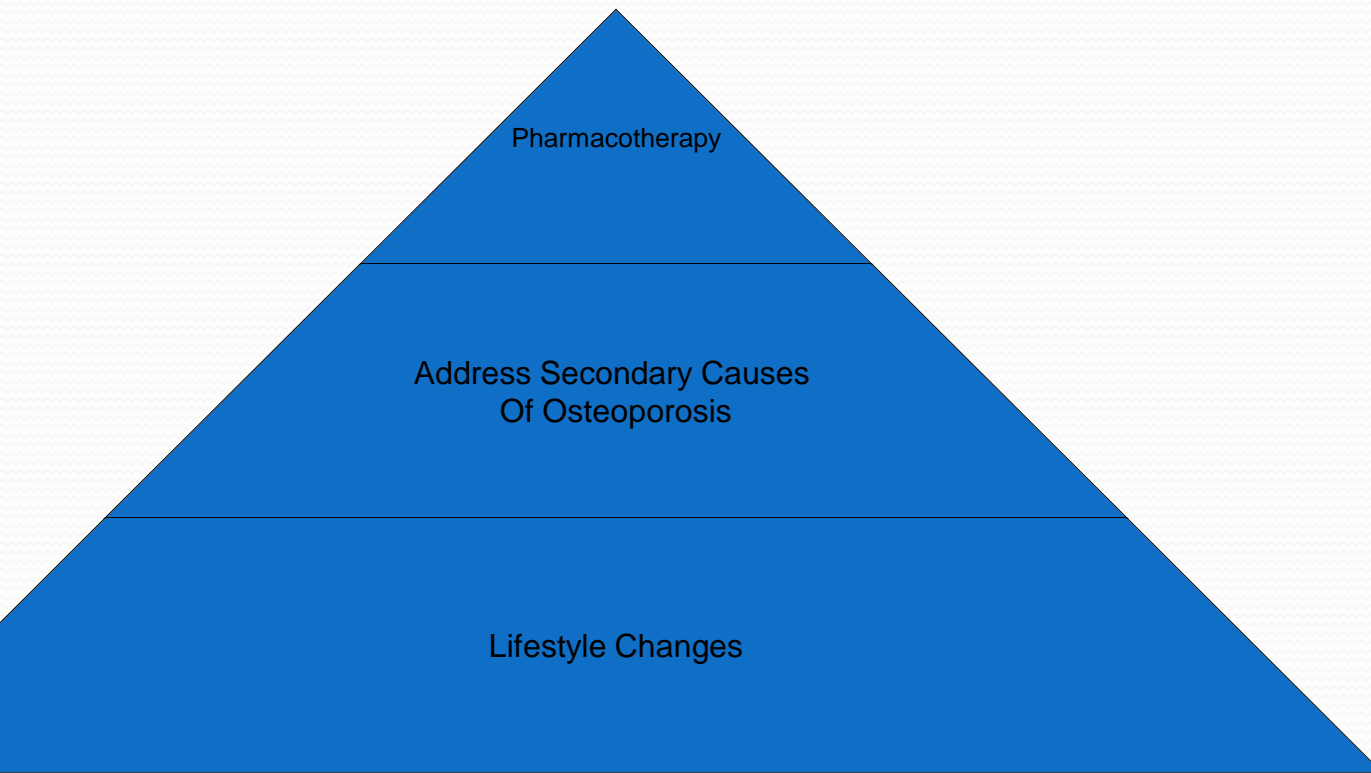 Pharmacotherapy
Address Secondary Causes
Of Osteoporosis
Lifestyle Changes